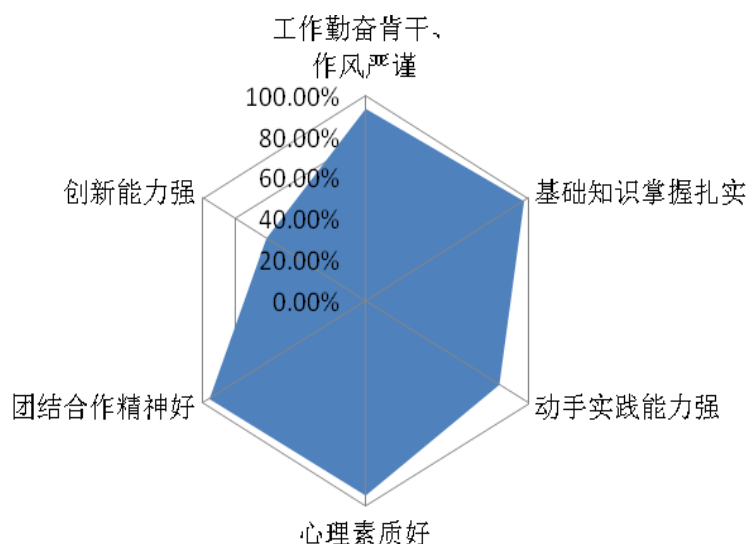 工作勤奋肯干、
作风严谨
100.00%
80.00%
60.00%
40.00%
20.00%
0.00%
基础知识掌握扎实
动手实践能力强
心理素质好
团结合作精神好
创新能力强